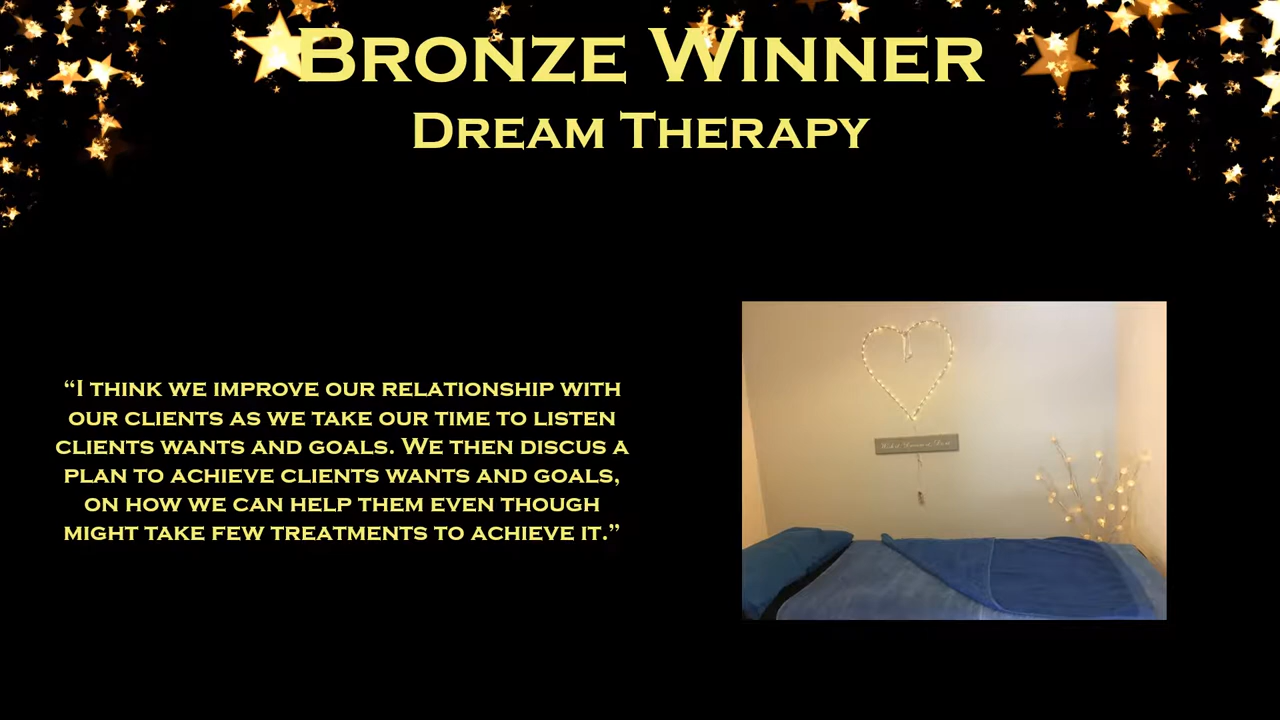 Bronze Winner
Dream Therapy
“I think we improve our relationship with
our clients as we take our time to listen
clients wants and goals. We then discus a
plan to achieve clients wants and goals,
on how we can help them even though
might take few treatments to achieve it.”